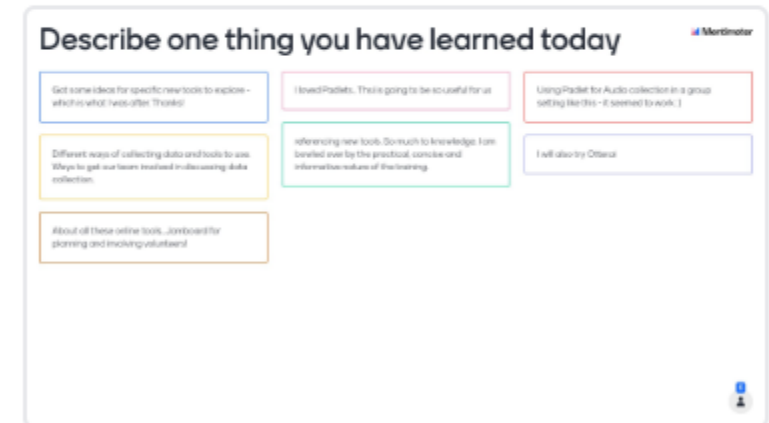 Describe one thing you have learned today
Mentimeter
Got some ideas for specific new tools to explore -
which is what I was after. Thanks!
I loved Padlets. This is going to be so useful for us
Using Padlet for Audio collection in a group
setting like this - it seemed to work :)
Different ways of collecting data and tools to use.
Ways to get our team involved in discussing data
collection.
referencing new tools. So much to knowledge. I am
bowled over by the practical, concise and
informative nature of the training.
I will also try Otterai
About all these online tools...Jamboard for
planning and involving volunteers!